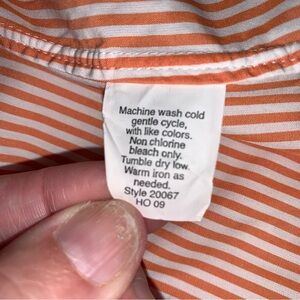 Machine wash cold
gentle cycle,
with like colors.
Non chlorine
bleach only.
Tumble dry low.
Warm iron as
needed.
Style 20067
HO 09